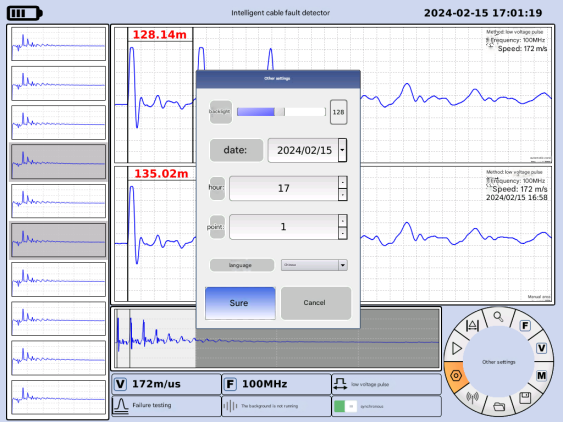 Intelligent cable fault detector
2024-02-15 17:01:19
128.14m
Method: low voltage pulse
Frequency: 100MHz
Speed: 172 m/s
135.02m
Method: low voltage pulse
Frequency: 100MHz
Speed: 172 m/s
2024/02/15 16:58
Manual area
Other settings
backlight
128
date:
2024/02/15
hour:
17
point:
1
language
Sure
Cancel
F
V
M
Other settings
V 172m/us
F 100MHz
low voltage pulse
Failure testing
The background is not running
synchronous